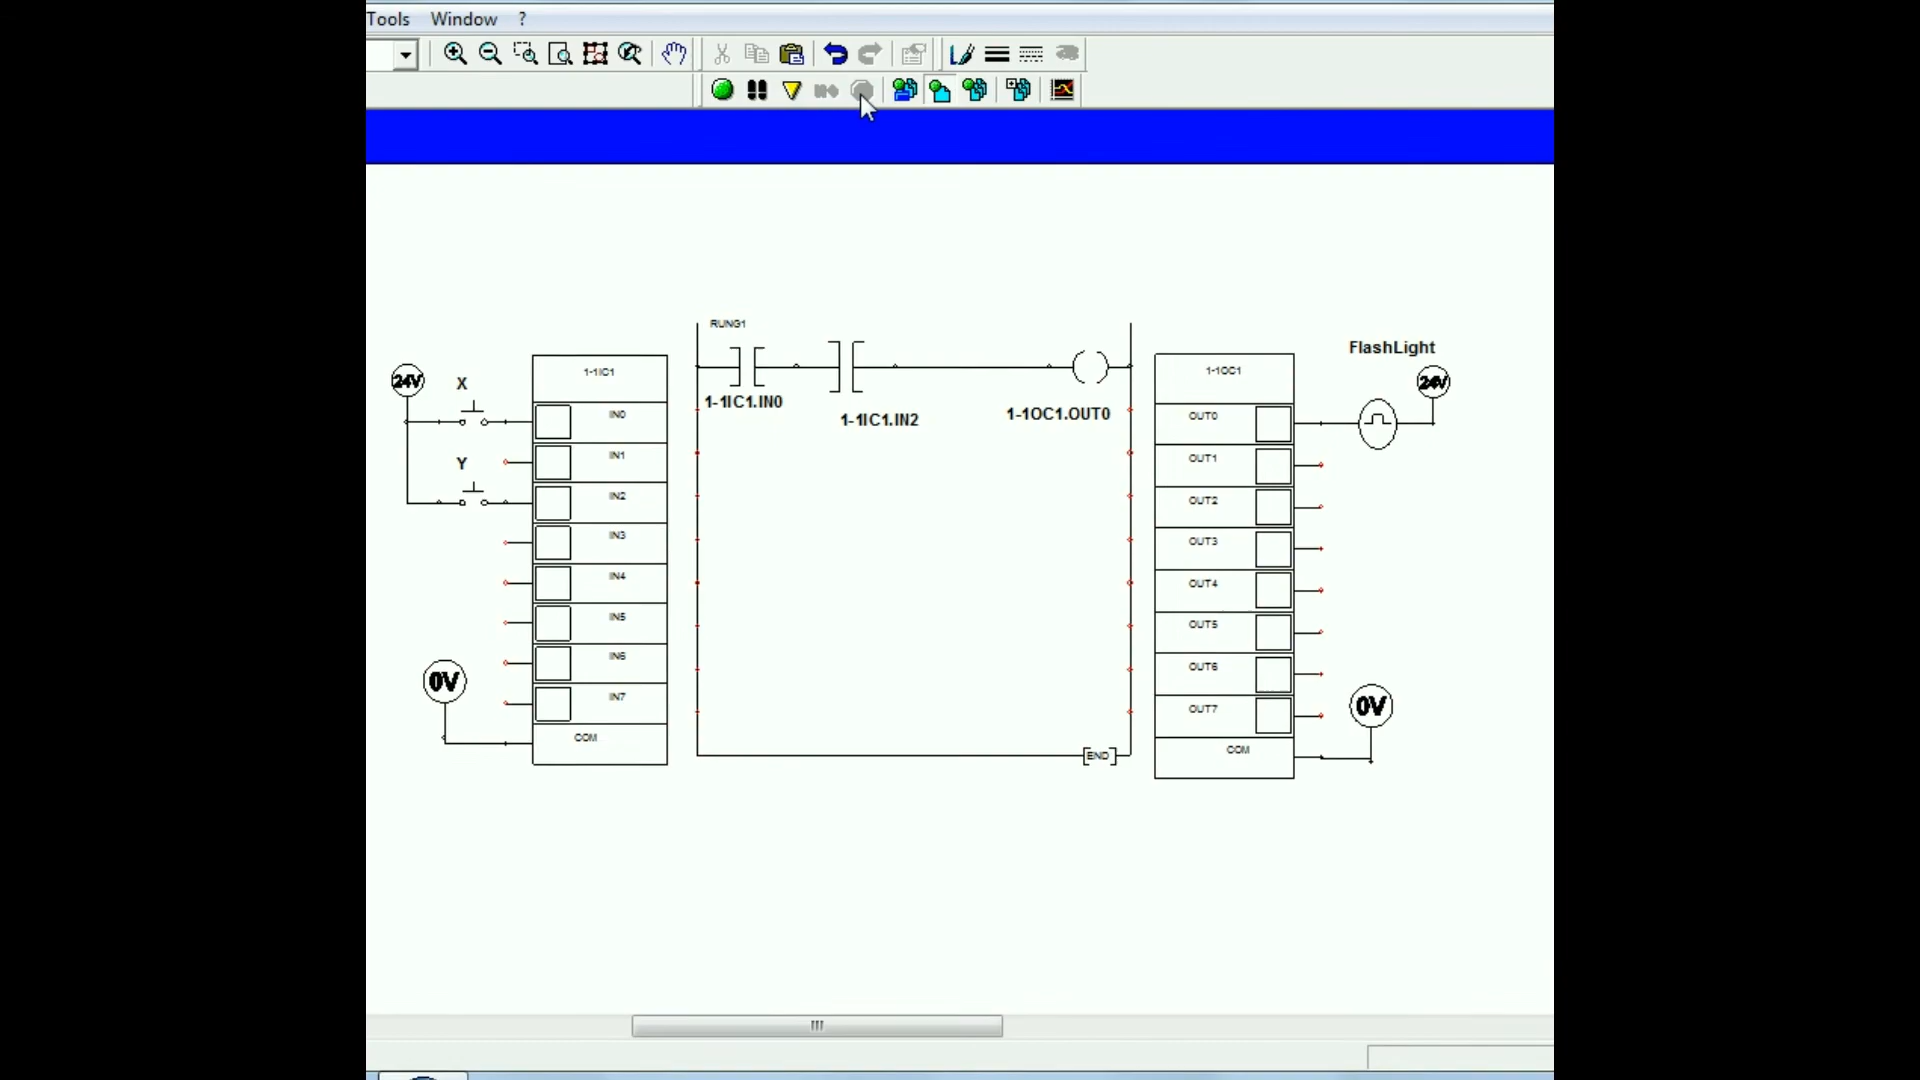 Tools Window ?
RUNG1
FlashLight
24V
X
1-1IC1
1-1IC1.IN0
1-1IC1.IN2
1-1OC1.OUT0
1-1OC1
24V
IN0
OUT0
Y
IN1
OUT1
IN2
OUT2
IN3
OUT3
IN4
OUT4
IN5
OUT5
IN6
OUT6
0V
IN7
OUT7
0V
COM
END
COM